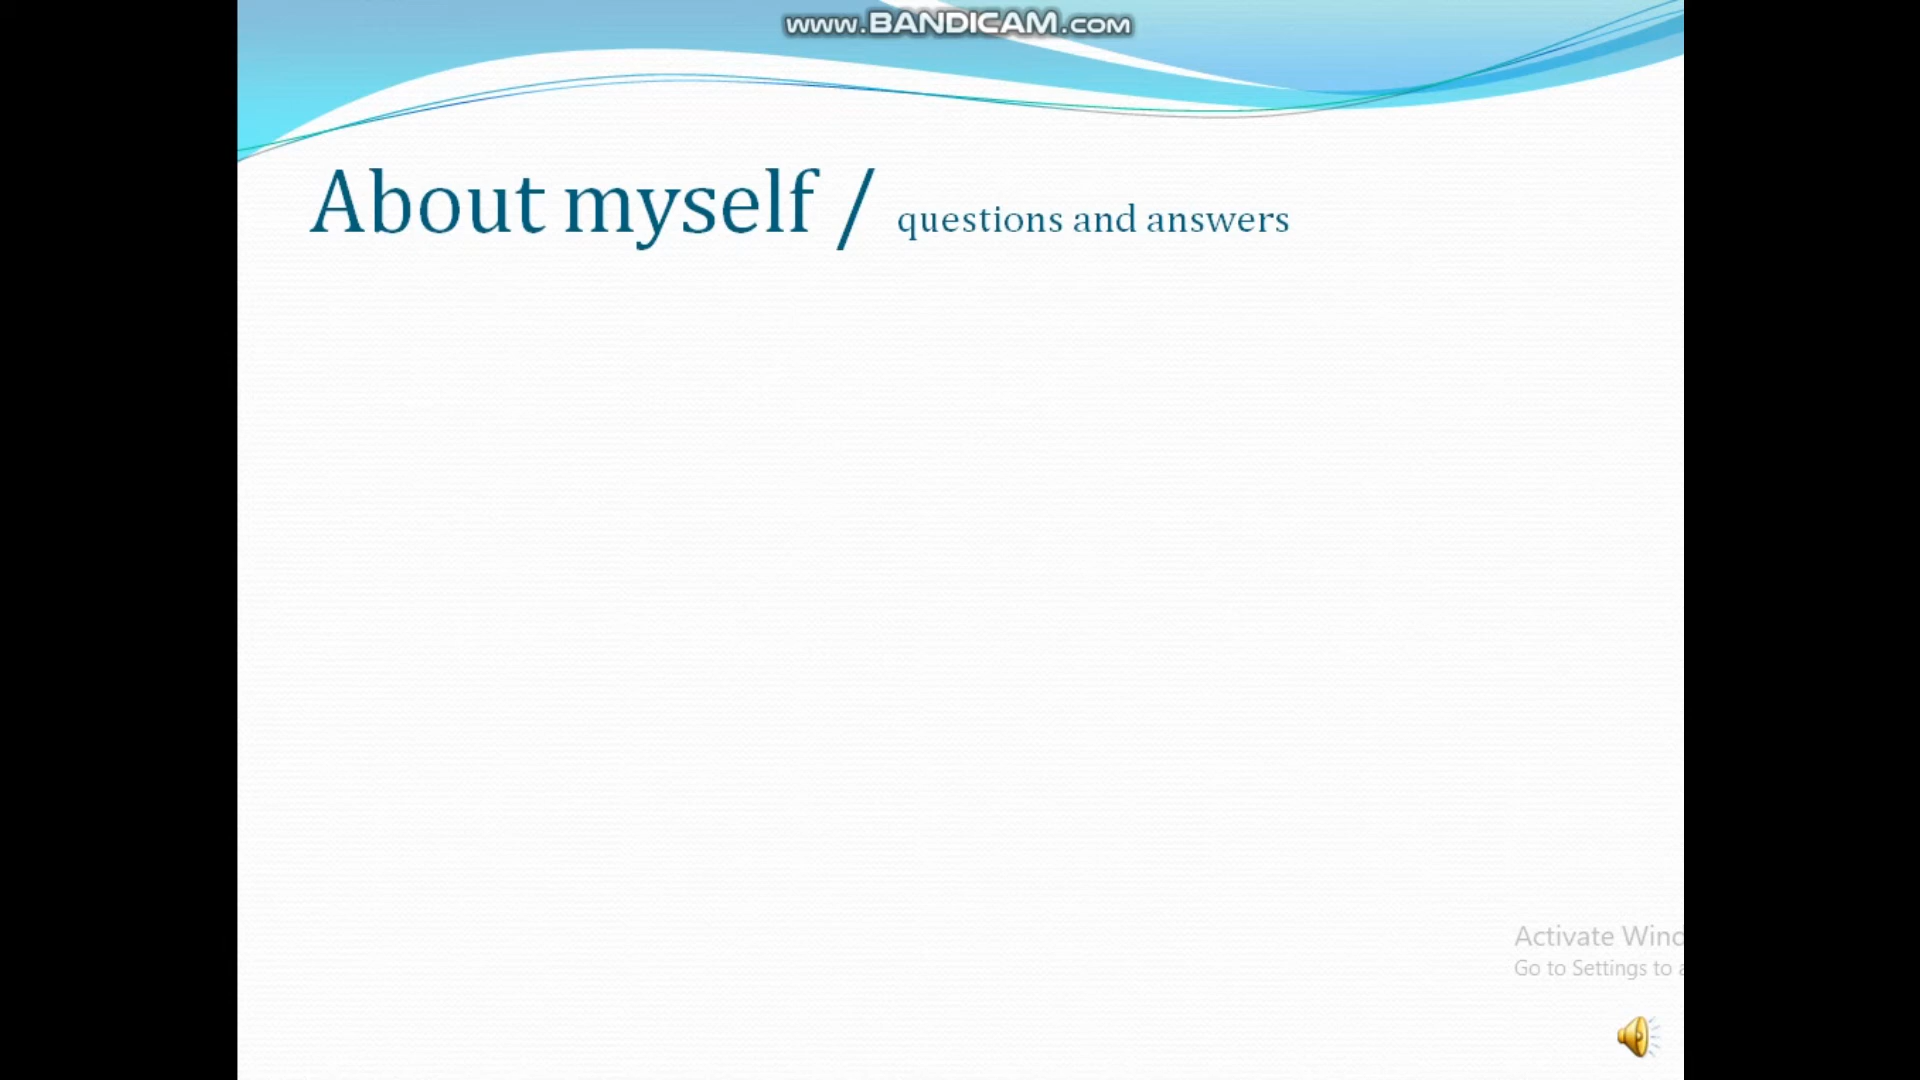 www.BANDICAM.com
About myself / questions and answers
Activate Wind
Go to Settings to a